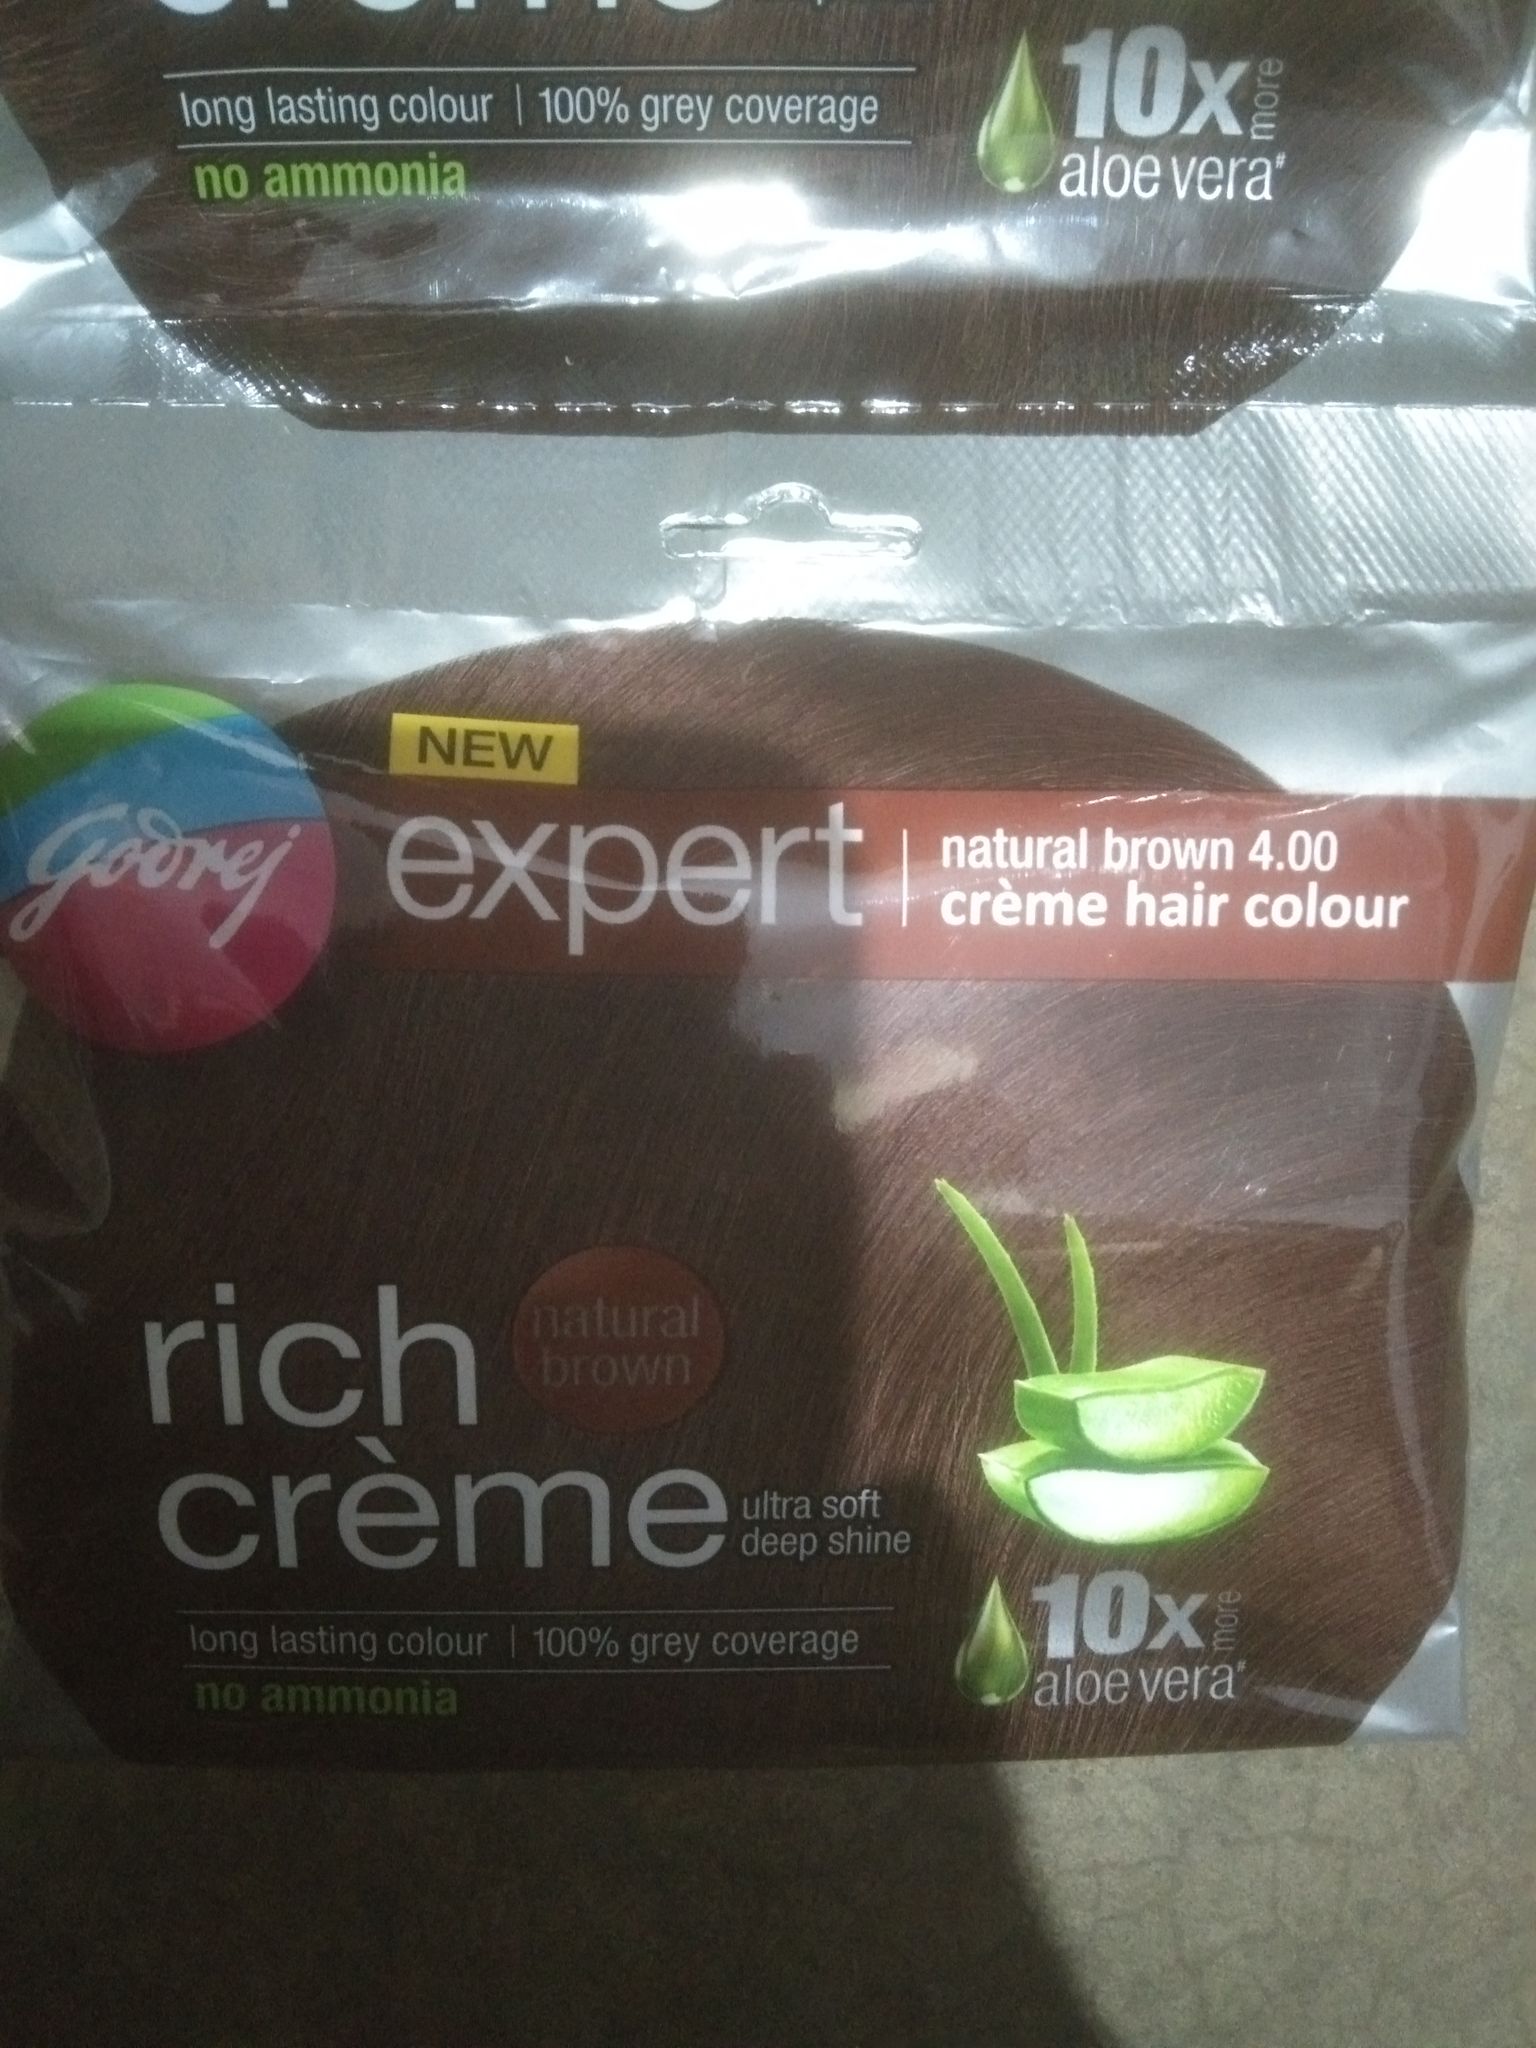 long lasting colour | 100% grey coverage
no ammonia
10x more
aloe vera#
Godrej
NEW
expert
natural brown 4.00
crème hair colour
rich
crème
natural
brown
ultra soft
deep shine
long lasting colour | 100% grey coverage
no ammonia
10x more
aloe vera#